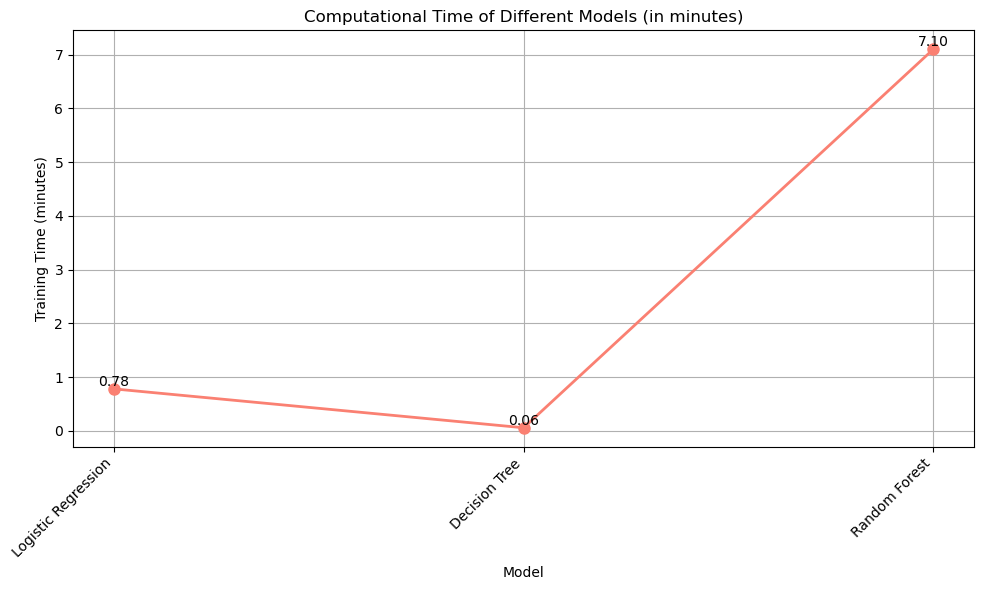 Computational Time of Different Models (in minutes)
Training Time (minutes)
7
6
5
4
3
2
1
0
0.78
0.06
7.10
Logistic Regression
Decision Tree
Random Forest
Model